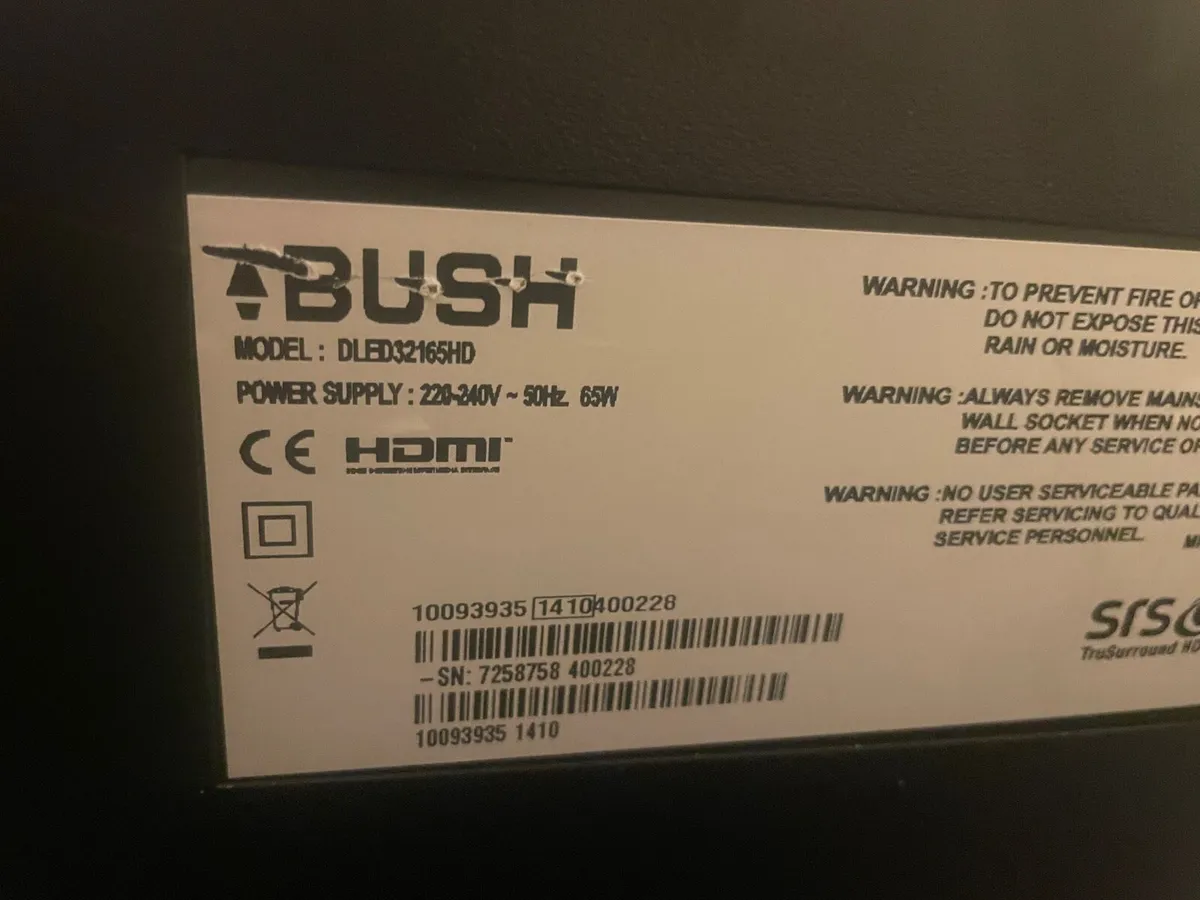 BUSH
MODEL : DLED32165HD
POWER SUPPLY : 220-240V ~ 50Hz. 65W
CE HDMI
WARNING :TO PREVENT FIRE OR
DO NOT EXPOSE THIS
RAIN OR MOISTURE.
WARNING :ALWAYS REMOVE MAINS
WALL SOCKET WHEN NO
BEFORE ANY SERVICE OR
WARNING :NO USER SERVICEABLE PA
REFER SERVICING TO QUAL
SERVICE PERSONNEL.
10093935 1410400228
-SN: 7258758 400228
10093935 1410
SRS
TruSurround HD